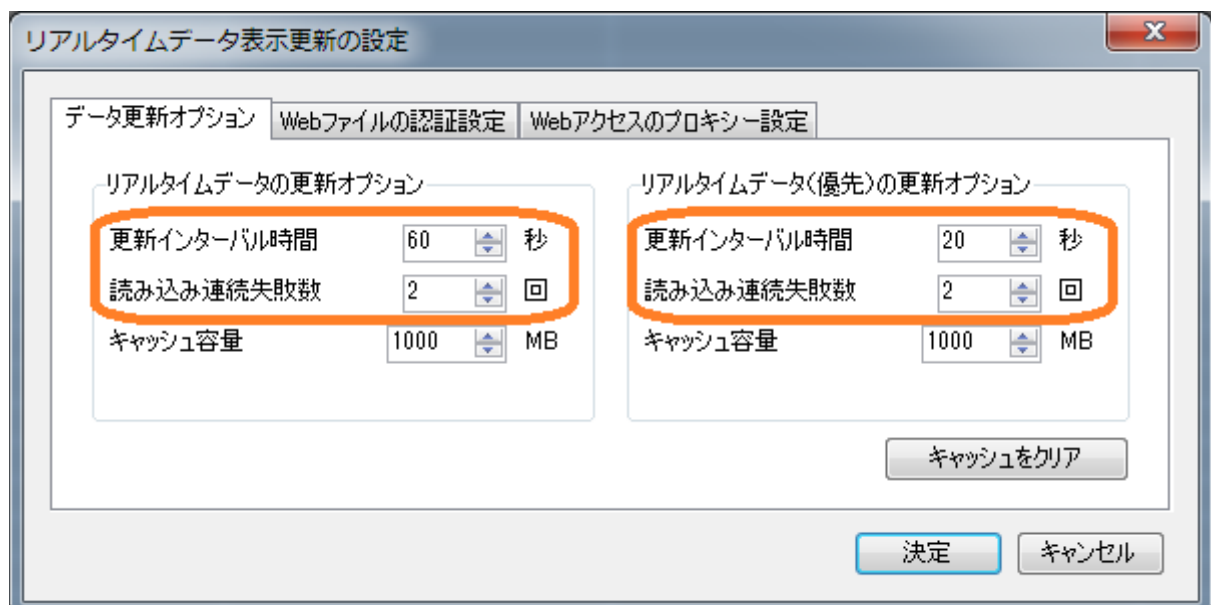 リアルタイムデータ表示更新の設定
データ更新オプション Webファイルの認証設定 Webアクセスのプロキシー設定
リアルタイムデータの更新オプション
更新インターバル時間 60 秒
読み込み連続失敗数 2 回
キャッシュ容量 1000 MB
リアルタイムデータ(優先)の更新オプション
更新インターバル時間 20 秒
読み込み連続失敗数 2 回
キャッシュ容量 1000 MB
キャッシュをクリア
決定 キャンセル